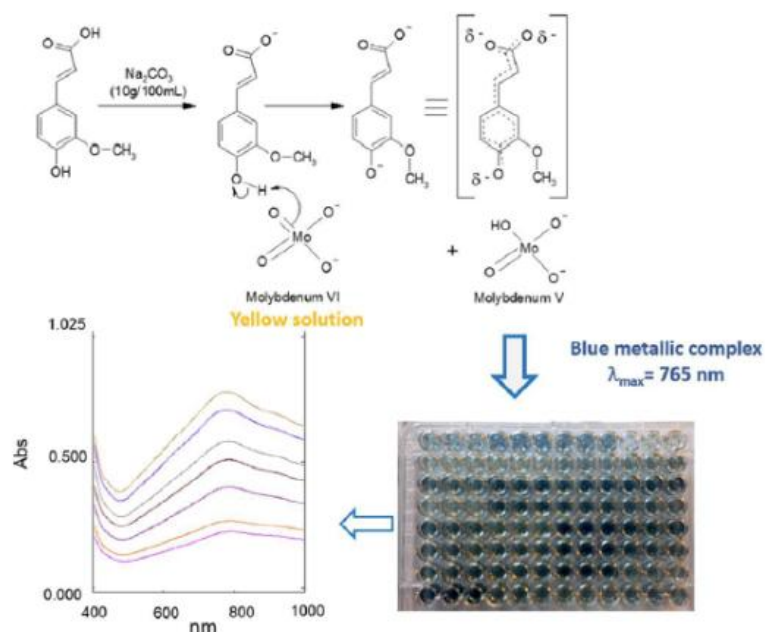 O
OH
Na₂CO₃
(10g/100mL)
O
O⁻
O
O⁻
δ-
O
O
δ-
O—CH₃
OH
O—CH₃
O
H
O
CH₃
O⁻
δ-
O
O
CH₃
O
O⁻
Mo
O
O⁻
+
HO
O⁻
Mo
O
O⁻
Molybdenum VI
Molybdenum V
Yellow solution
Blue metallic complex
λmax= 765 nm
1.025
0.500
0.000
Abs
400
600
800
1000
nm